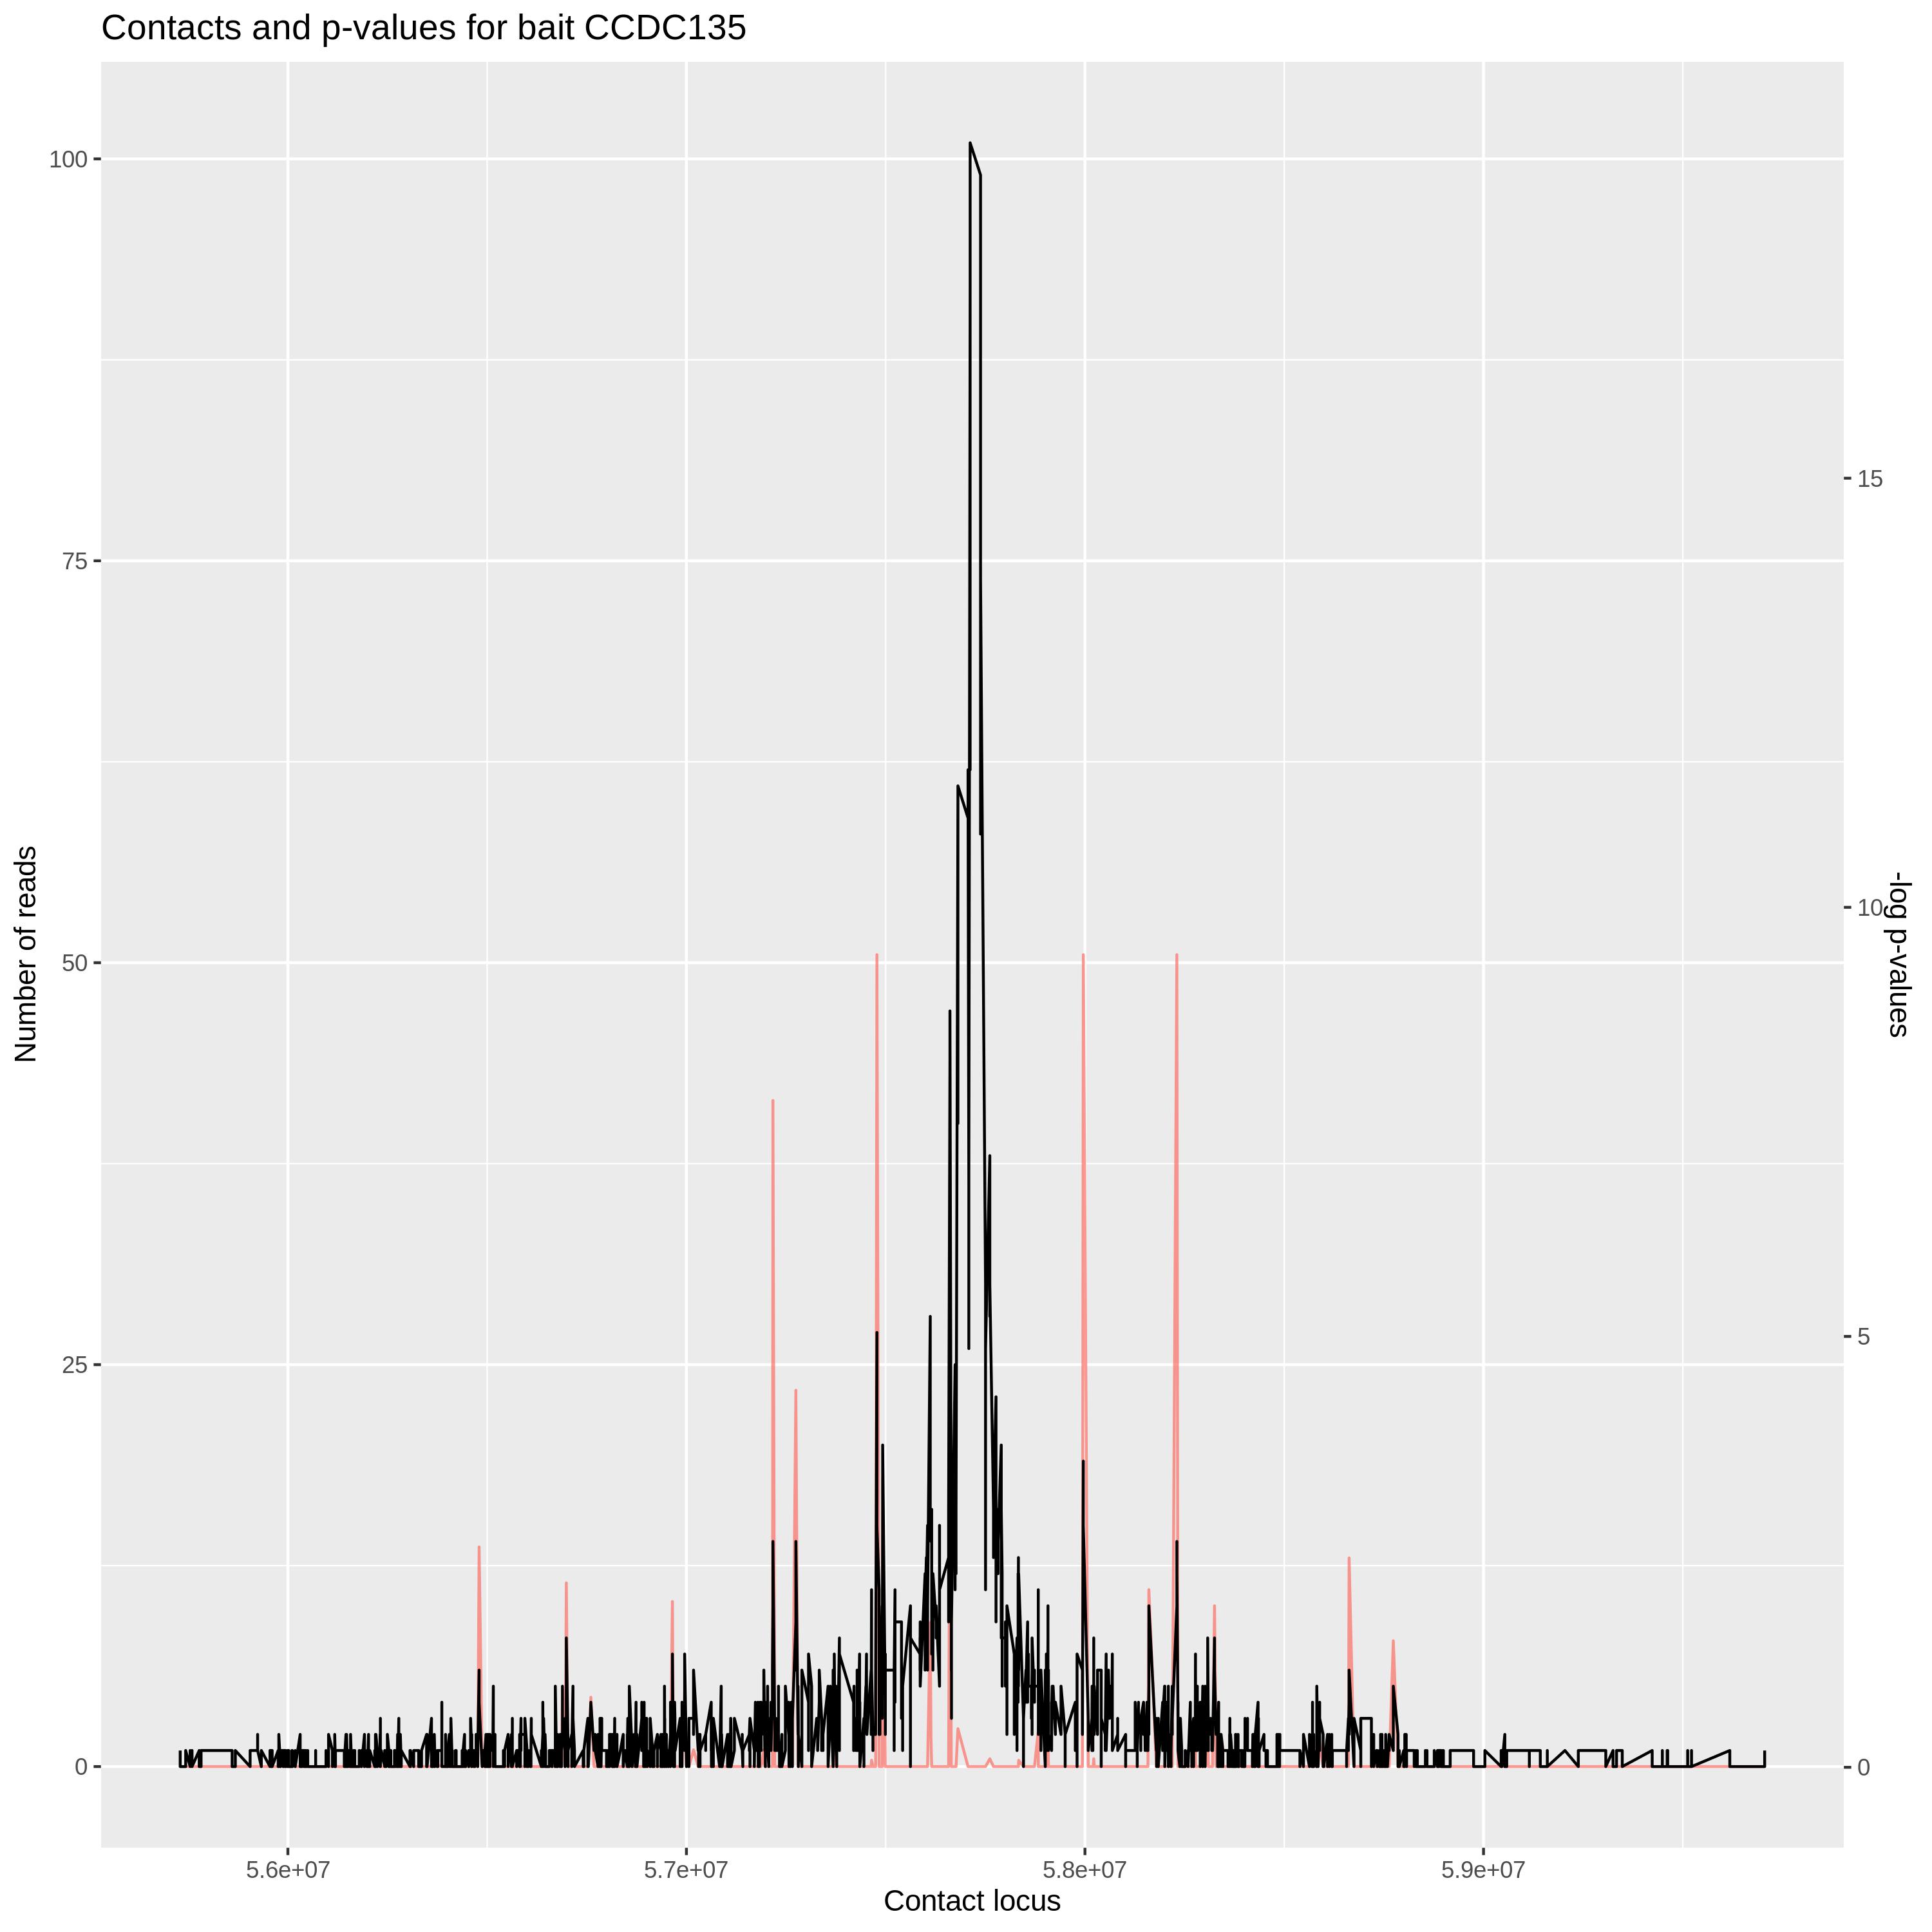 Contacts and p-values for bait CCDC135
100
75
50
25
0
Number of reads
15
10
5
0
-log p-values
5.6e+07
5.7e+07
5.8e+07
5.9e+07
Contact locus